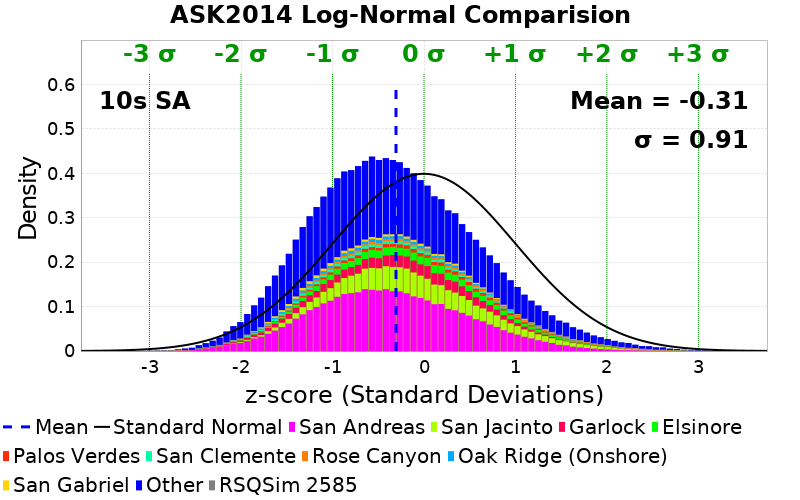 ASK2014 Log-Normal Comparision
-3 σ -2 σ -1 σ 0 σ +1 σ +2 σ +3 σ
10s SA
Mean = -0.31
σ = 0.91
0.6
0.5
0.4
0.3
0.2
0.1
0
Density
-3 -2 -1 0 1 2 3
z-score (Standard Deviations)
Mean Standard Normal San Andreas San Jacinto Garlock Elsinore
Palos Verdes San Clemente Rose Canyon Oak Ridge (Onshore)
San Gabriel Other RSQSim 2585